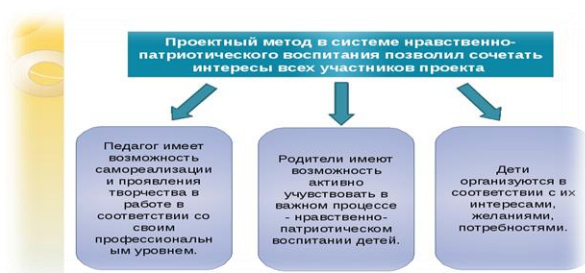 Проектный метод в системе нравственно-
патриотического воспитания позволил сочетать
интересы всех участников проекта
Педагог имеет
возможность
самореализации
и проявления
творчества в
работе в
соответствии со
своим
профессиональн
ым уровнем.
Родители имеют
возможность
активно
учувствовать в
важном процессе
- нравственно-
патриотическом
воспитании детей.
Дети
организуются в
соответствии с их
интересами,
желаниями,
потребностями.